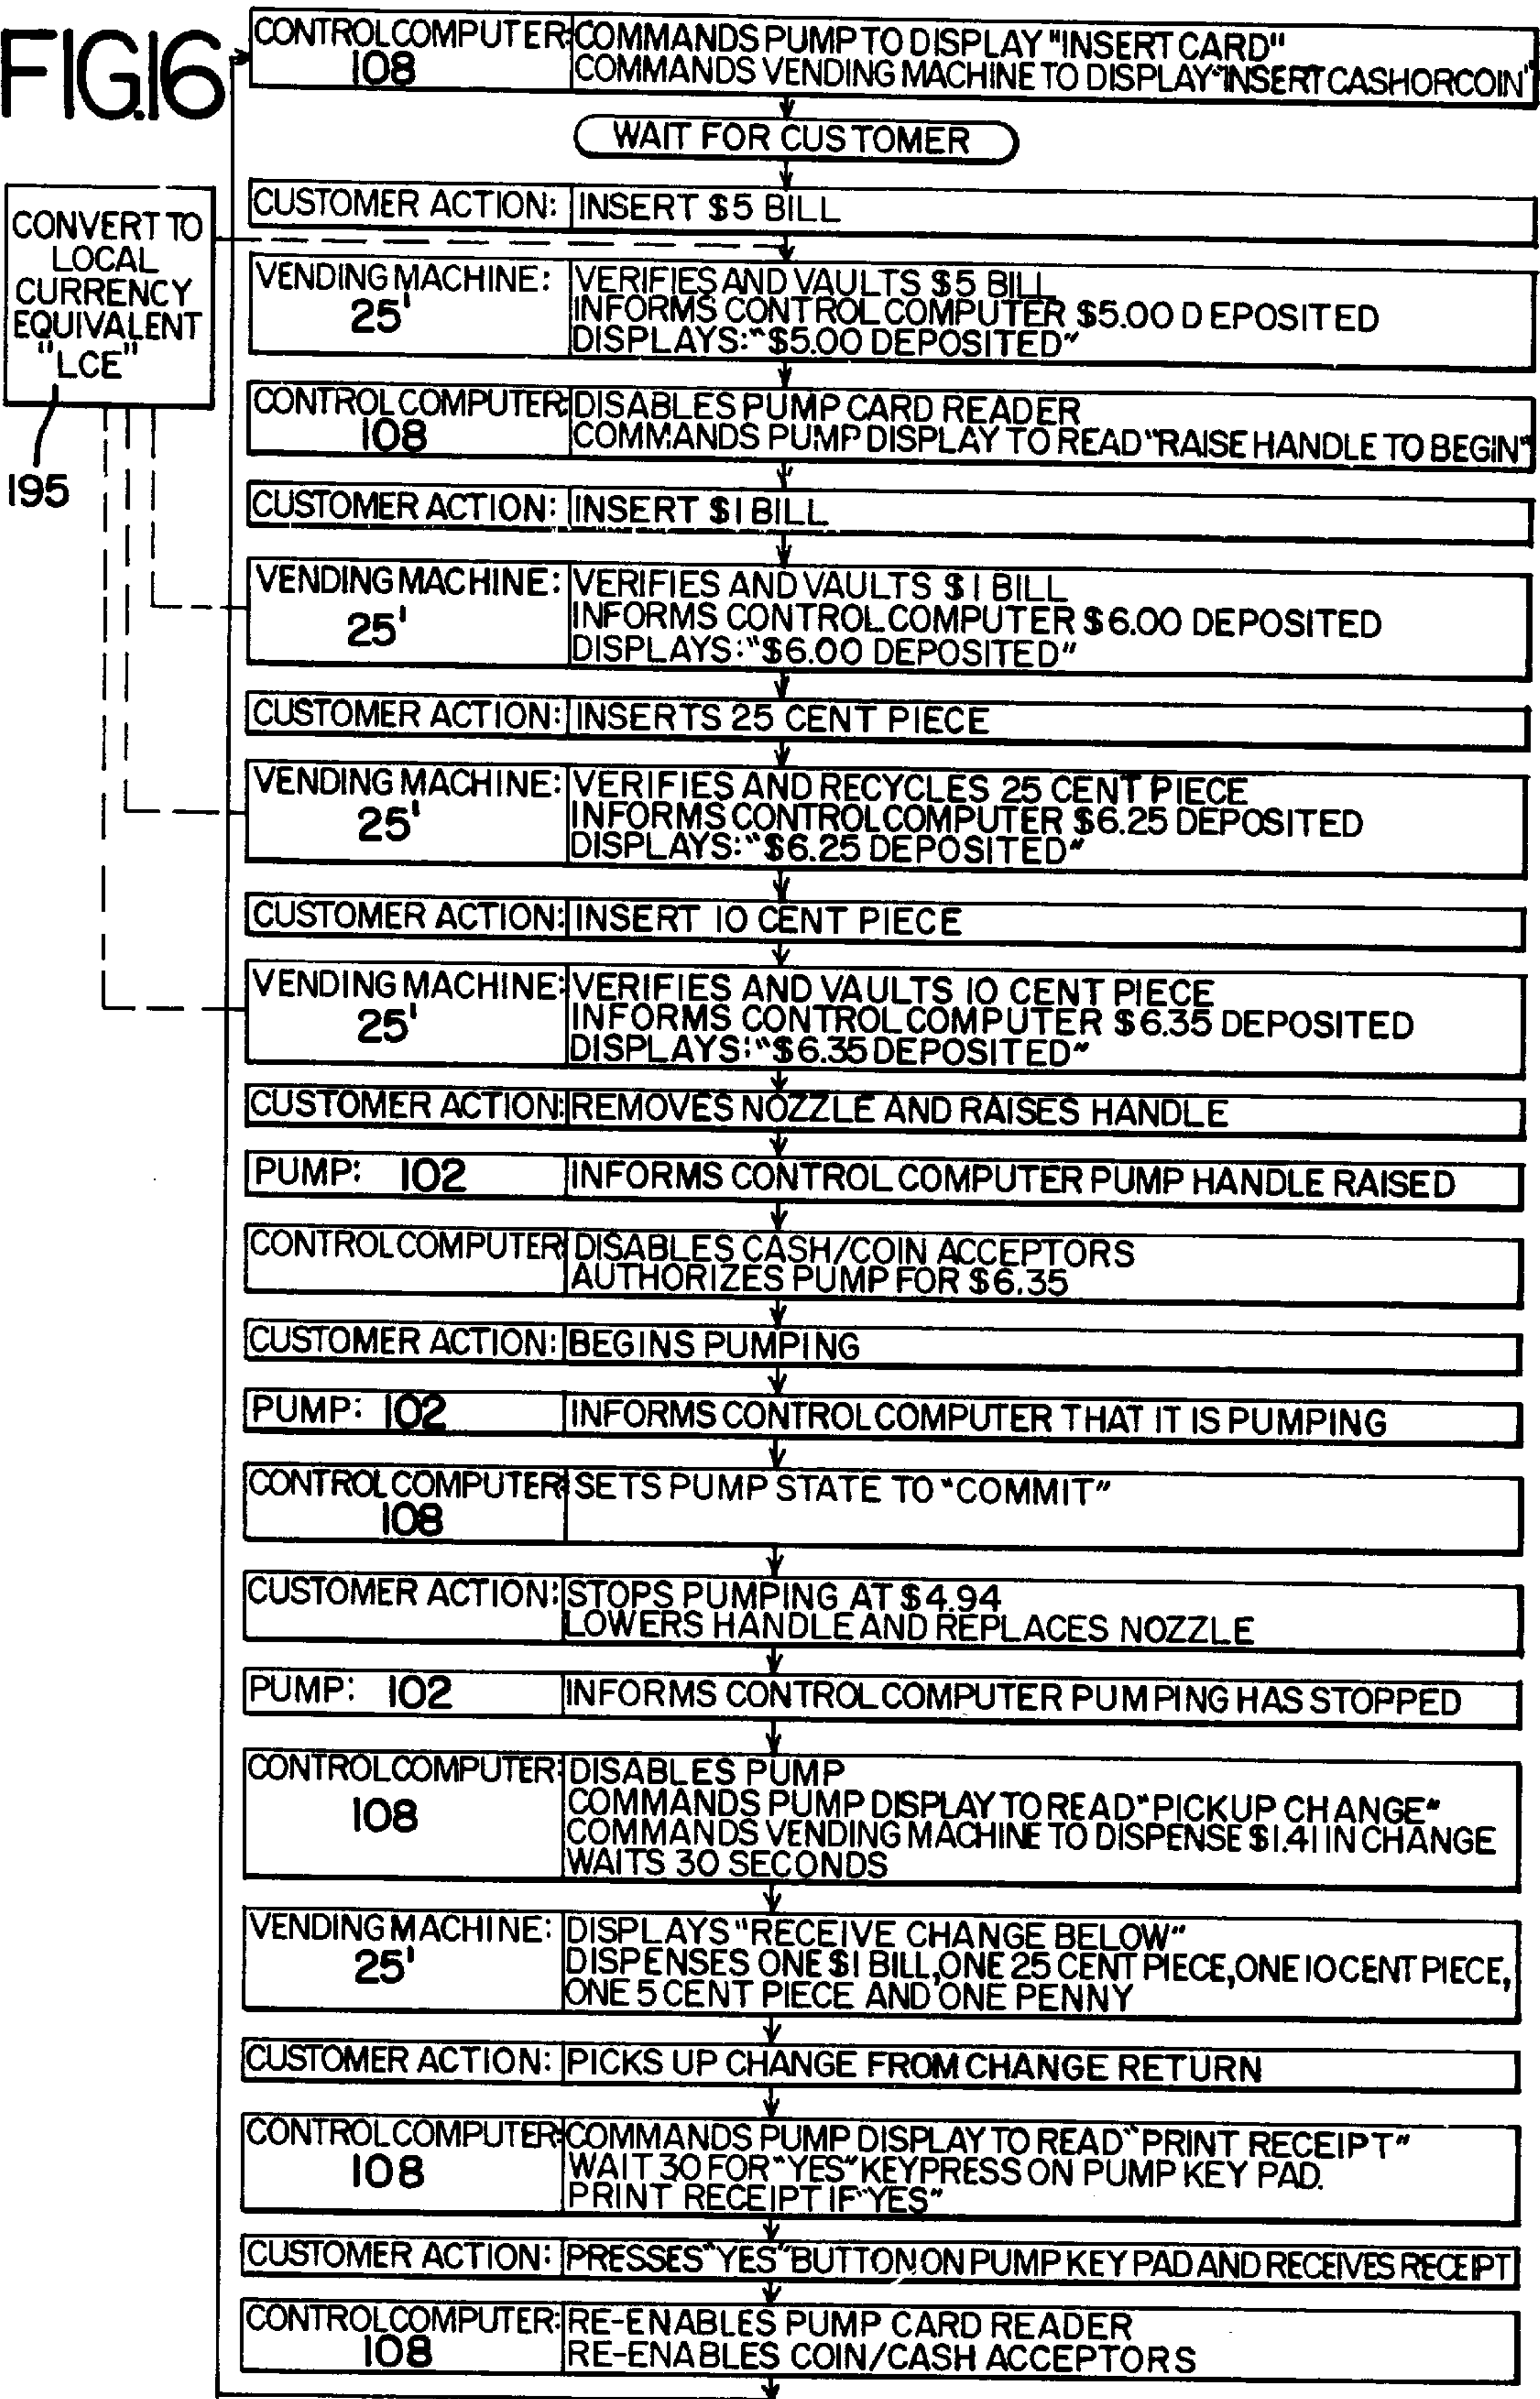 FIG.16
CONTROL COMPUTER: COMMANDS PUMP TO DISPLAY "INSERT CARD"
108 COMMANDS VENDING MACHINE TO DISPLAY "INSERT CASH OR COIN"
WAIT FOR CUSTOMER
CUSTOMER ACTION: INSERT $5 BILL
CONVERT TO
LOCAL
CURRENCY
EQUIVALENT
"LCE"
195
VENDING MACHINE: VERIFIES AND VAULTS $5 BILL
25' INFORMS CONTROL COMPUTER $5.00 DEPOSITED
DISPLAYS: "$5.00 DEPOSITED"
CONTROL COMPUTER: DISABLES PUMP CARD READER
108 COMMANDS PUMP DISPLAY TO READ "RAISE HANDLE TO BEGIN"
CUSTOMER ACTION: INSERT $1 BILL
VENDING MACHINE: VERIFIES AND VAULTS $1 BILL
25' INFORMS CONTROL COMPUTER $6.00 DEPOSITED
DISPLAYS: "$6.00 DEPOSITED"
CUSTOMER ACTION: INSERTS 25 CENT PIECE
VENDING MACHINE: VERIFIES AND RECYCLES 25 CENT PIECE
25' INFORMS CONTROL COMPUTER $6.25 DEPOSITED
DISPLAYS: "$6.25 DEPOSITED"
CUSTOMER ACTION: INSERT 10 CENT PIECE
VENDING MACHINE: VERIFIES AND VAULTS 10 CENT PIECE
25' INFORMS CONTROL COMPUTER $6.35 DEPOSITED
DISPLAYS: "$6.35 DEPOSITED"
CUSTOMER ACTION: REMOVES NOZZLE AND RAISES HANDLE
PUMP: 102 INFORMS CONTROL COMPUTER PUMP HANDLE RAISED
CONTROL COMPUTER: DISABLES CASH/COIN ACCEPTORS
AUTHORIZES PUMP FOR $6.35
CUSTOMER ACTION: BEGINS PUMPING
PUMP: 102 INFORMS CONTROL COMPUTER THAT IT IS PUMPING
CONTROL COMPUTER: SETS PUMP STATE TO "COMMIT"
108
CUSTOMER ACTION: STOPS PUMPING AT $4.94
LOWERS HANDLE AND REPLACES NOZZLE
PUMP: 102 INFORMS CONTROL COMPUTER PUMPING HAS STOPPED
CONTROL COMPUTER: DISABLES PUMP
108 COMMANDS PUMP DISPLAY TO READ "PICKUP CHANGE"
COMMANDS VENDING MACHINE TO DISPENSE $1.41 IN CHANGE
WAITS 30 SECONDS
VENDING MACHINE: DISPLAYS "RECEIVE CHANGE BELOW"
25' DISPENSES ONE $1 BILL, ONE 25 CENT PIECE, ONE 10 CENT PIECE,
ONE 5 CENT PIECE AND ONE PENNY
CUSTOMER ACTION: PICKS UP CHANGE FROM CHANGE RETURN
CONTROL COMPUTER: COMMANDS PUMP DISPLAY TO READ "PRINT RECEIPT"
108 WAIT 30 FOR "YES" KEYPRESS ON PUMP KEY PAD.
PRINT RECEIPT IF "YES"
CUSTOMER ACTION: PRESSES "YES" BUTTON ON PUMP KEY PAD AND RECEIVES RECEIPT
CONTROL COMPUTER: RE-ENABLES PUMP CARD READER
108 RE-ENABLES COIN/CASH ACCEPTORS